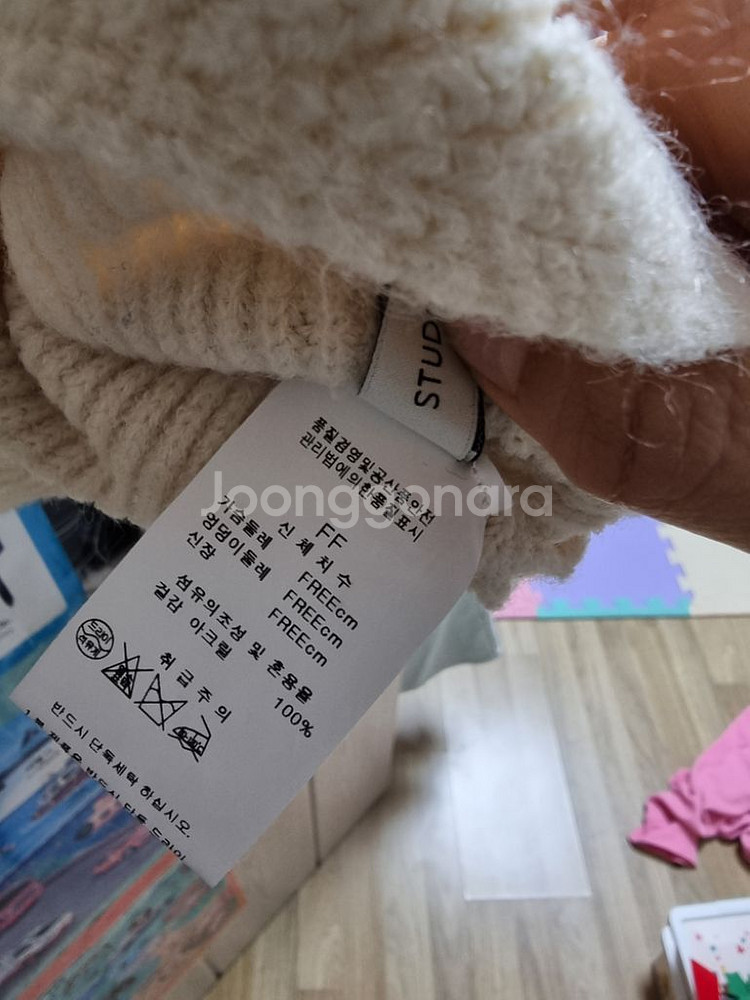 STUD
품질경영및공산품안전
관리법에의한품질표시
FF
신체치수
가슴둘레 FREEcm
엉덩이둘레 FREEcm
신장 FREEcm
섬유의조성 및 혼용율
겉감 아크릴 100%
취급주의
드라이
반드시 단독세탁 하십시오.
Joonggonara